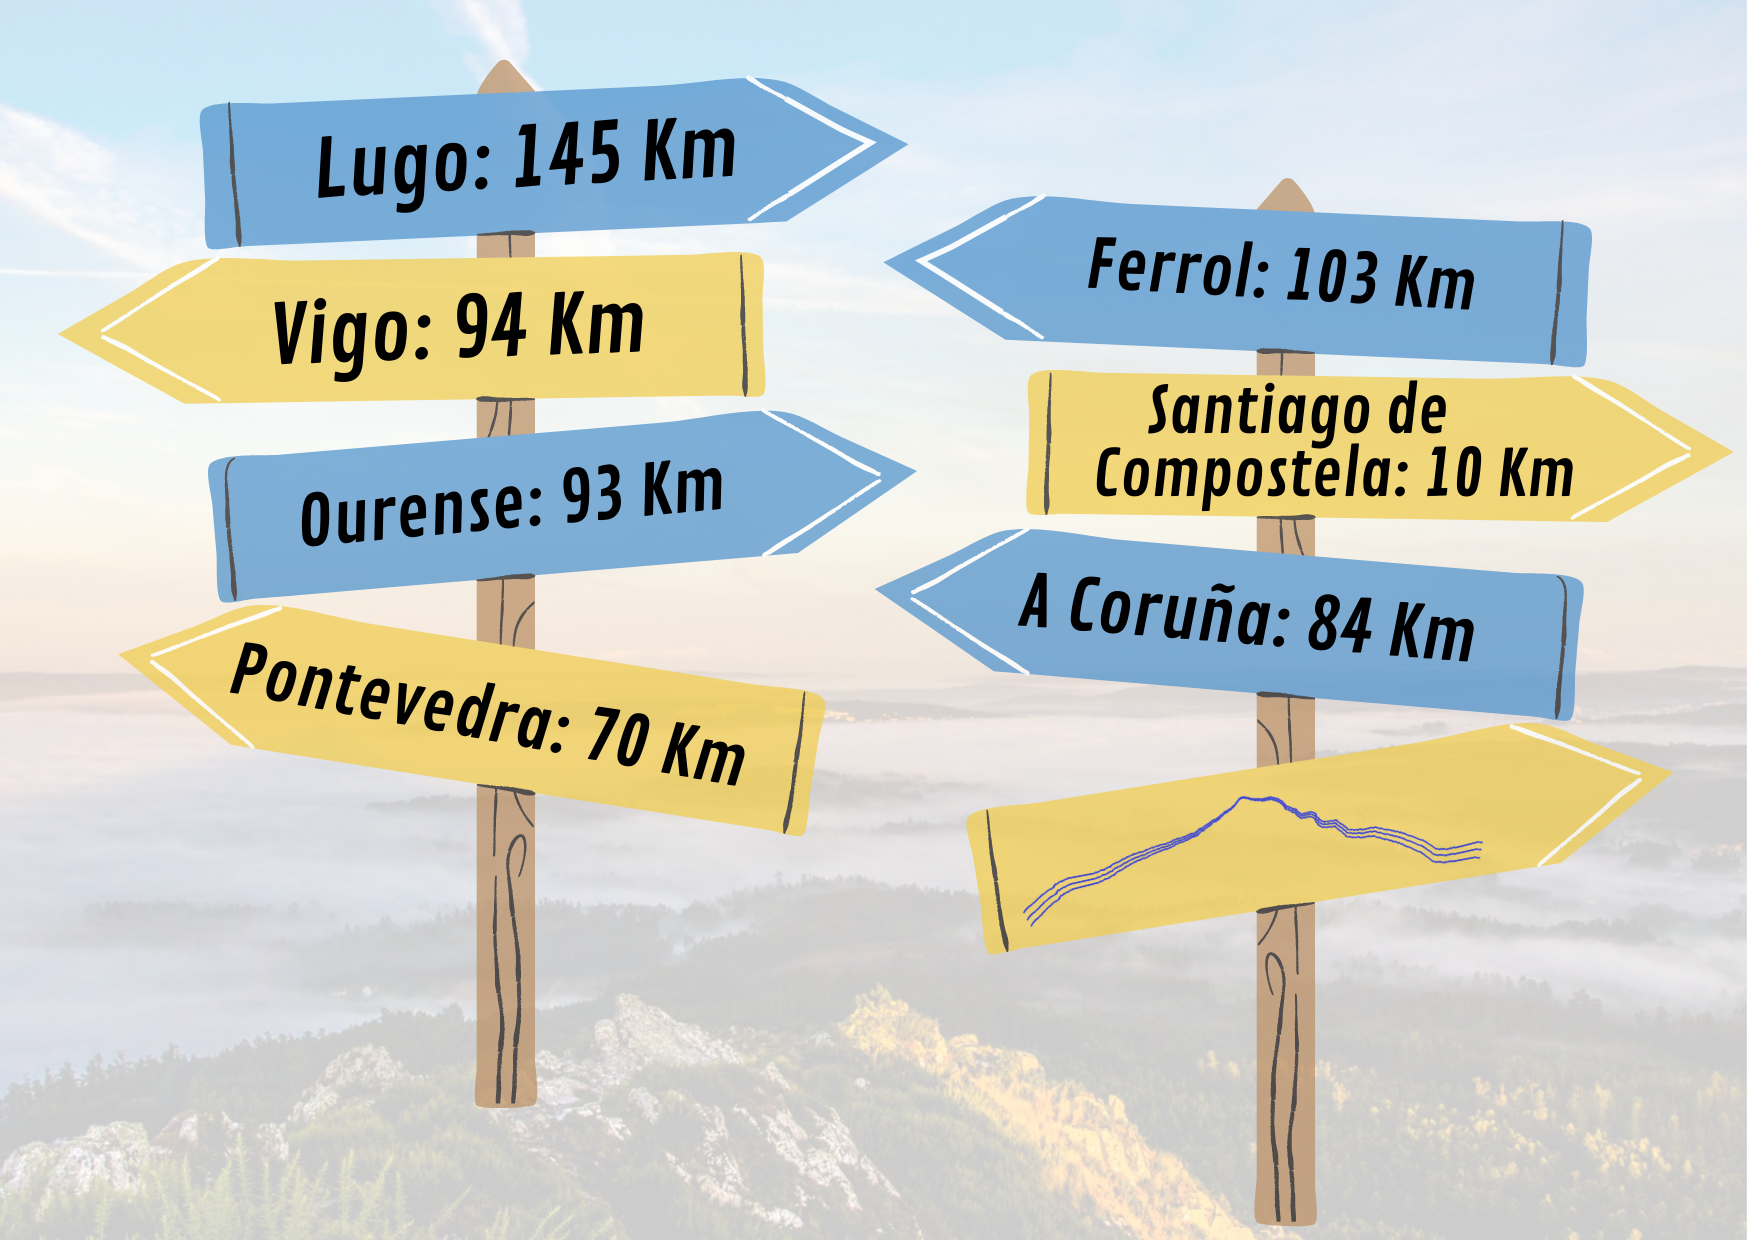 Lugo: 145 Km
Vigo: 94 Km
Ourense: 93 Km
Pontevedra: 70 Km
Ferrol: 103 Km
Santiago de
Compostela: 10 Km
A Coruña: 84 Km